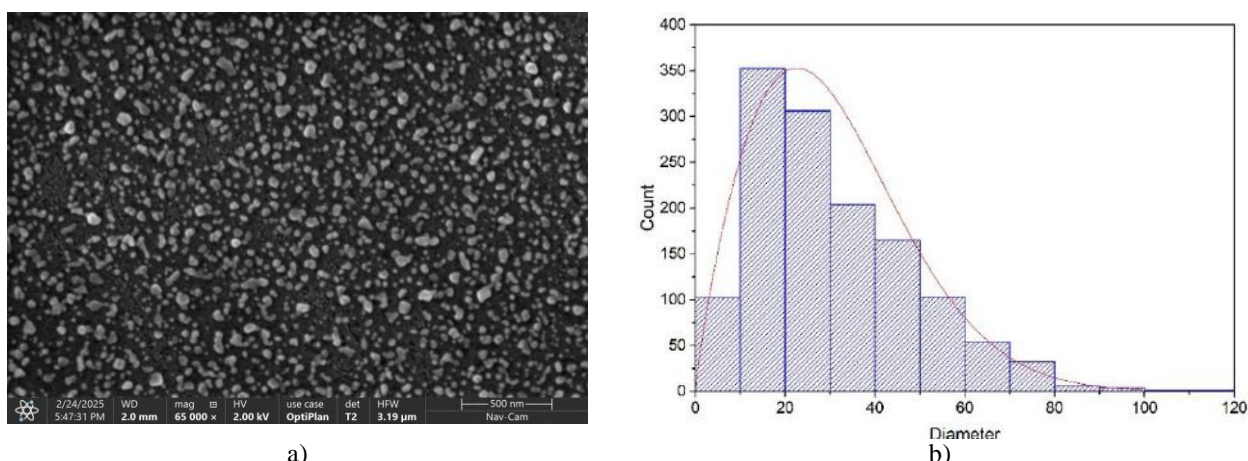 2/24/2025 WD mag HV use case det HFW 500 nm
5:47:31 PM 2.0 mm 65 000 × 2.00 kV OptiPlan T2 3.19 µm Nav-Cam
a)
400
350
300
250
200
150
100
50
0
Count
0 20 40 60 80 100 120
Diameter
b)